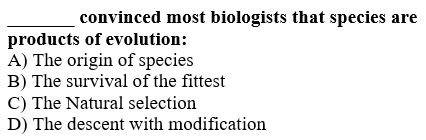 ________ convinced most biologists that species are
products of evolution:
A) The origin of species
B) The survival of the fittest
C) The Natural selection
D) The descent with modification